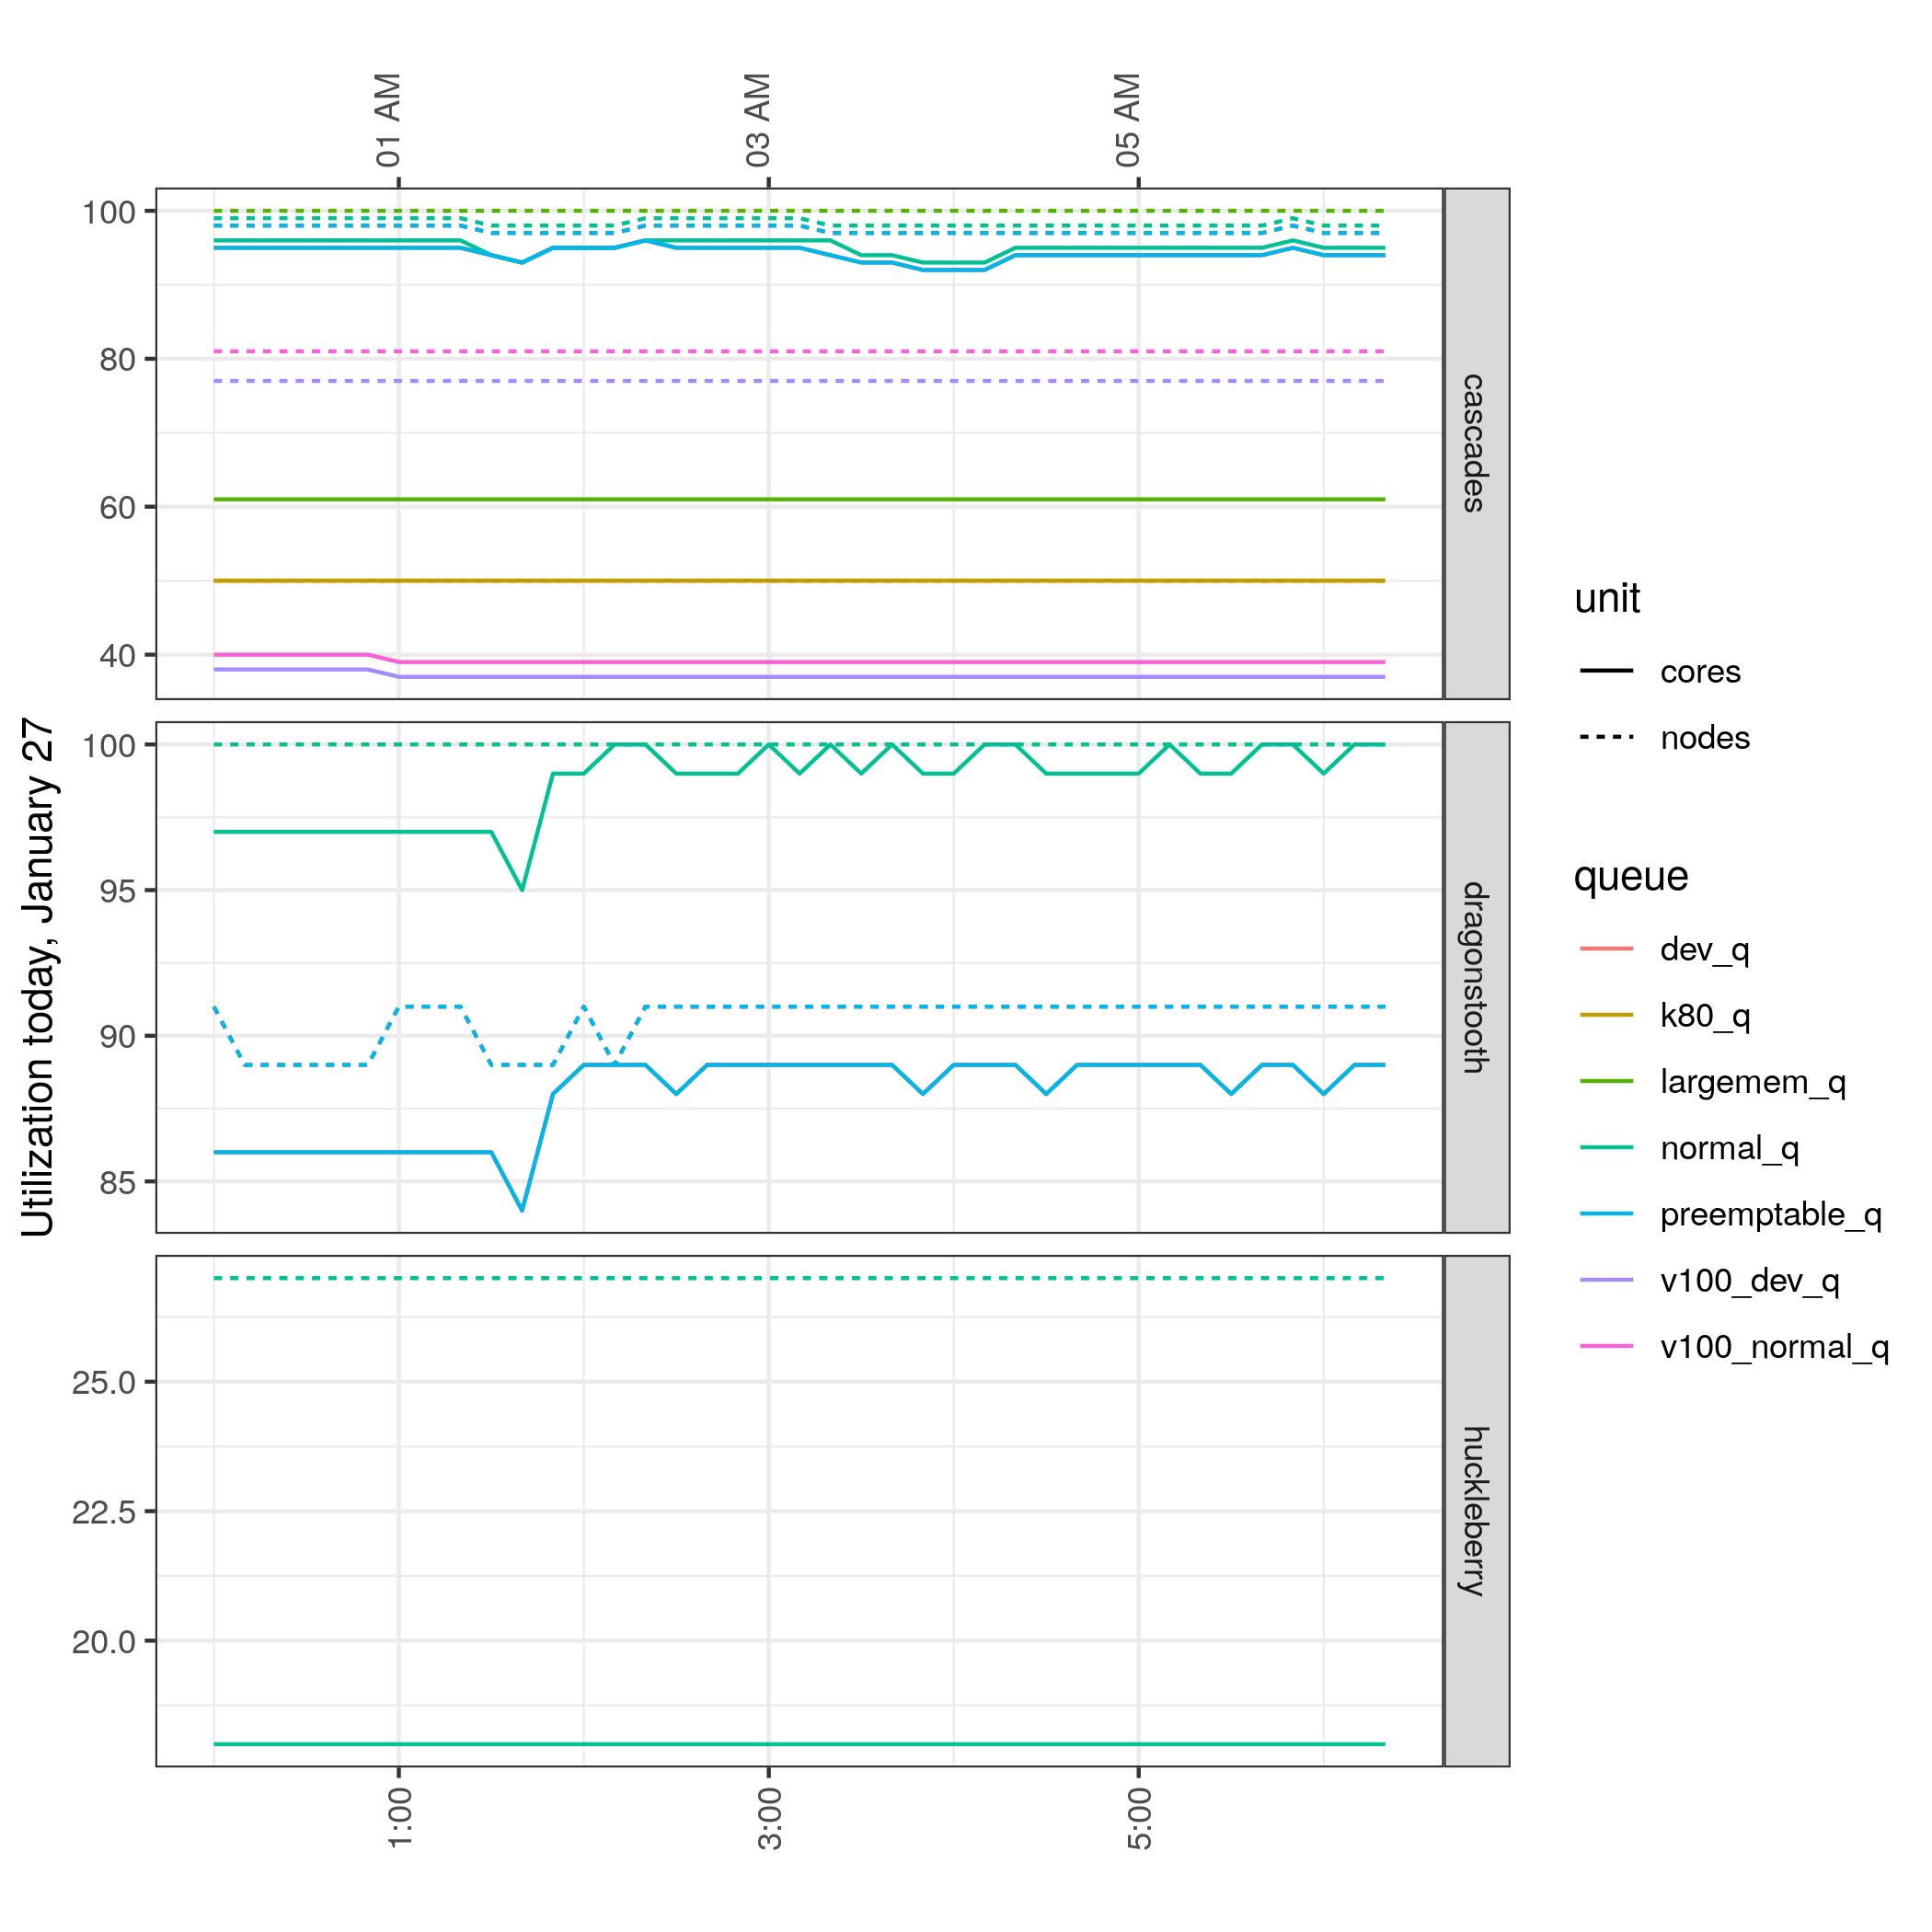 01 AM
03 AM
05 AM
Utilization today, January 27
100
80
60
40
cascades
100
95
90
85
dragonstooth
25.0
22.5
20.0
huckleberry
1:00
3:00
5:00
unit
cores
nodes
queue
dev_q
k80_q
largemem_q
normal_q
preemptable_q
v100_dev_q
v100_normal_q